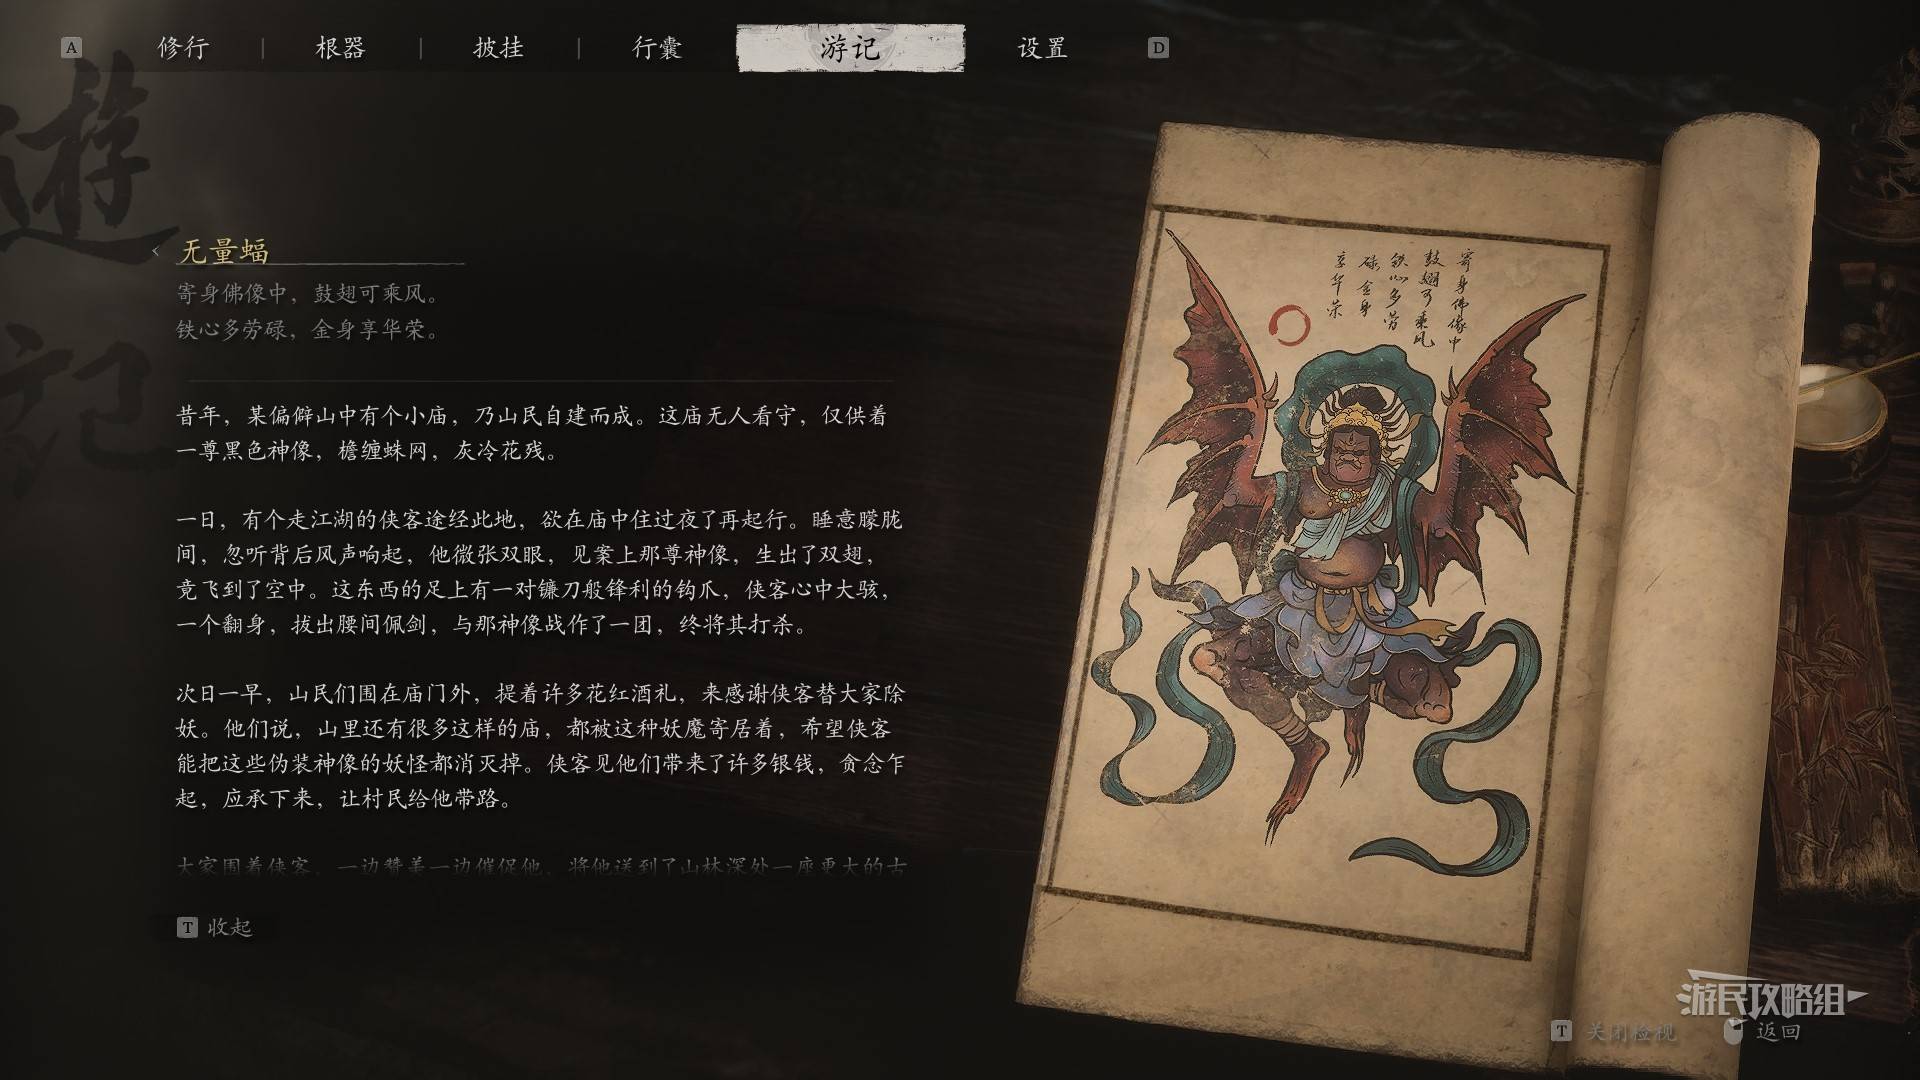 A
修行
根器
披挂
行囊
游记
设置
D
遊記
无量蝠
寄身佛像中，鼓翅可乘风。
铁心多劳碌，金身享华荣。
昔年，某偏僻山中有个小庙，乃山民自建而成。这庙无人看守，仅供着
一尊黑色神像，檐缠蛛网，灰冷花残。
一日，有个走江湖的侠客途经此地，欲在庙中住过夜了再起行。睡意朦胧
间，忽听背后风声响起，他微张双眼，见案上那尊神像，生出了双翅，
竟飞到了空中。这东西的足上有一对镰刀般锋利的钩爪，侠客心中大骇，
一个翻身，拔出腰间佩剑，与那神像战作了一团，终将其打杀。
次日一早，山民们围在庙门外，提着许多花红酒礼，来感谢侠客替大家除
妖。他们说，山里还有很多这样的庙，都被这种妖魔寄居着，希望侠客
能把这些伪装神像的妖怪都消灭掉。侠客见他们带来了许多银钱，贪念乍
起，应承下来，让村民给他带路。
大家围着侠客，一边赞美一边催促他，将他送到了山林深处一座更大的古
T 收起
寄身佛像中
鼓翅可乘风
铁心多劳
碌金身
享华荣
游民攻略组
T 关闭检视
返回